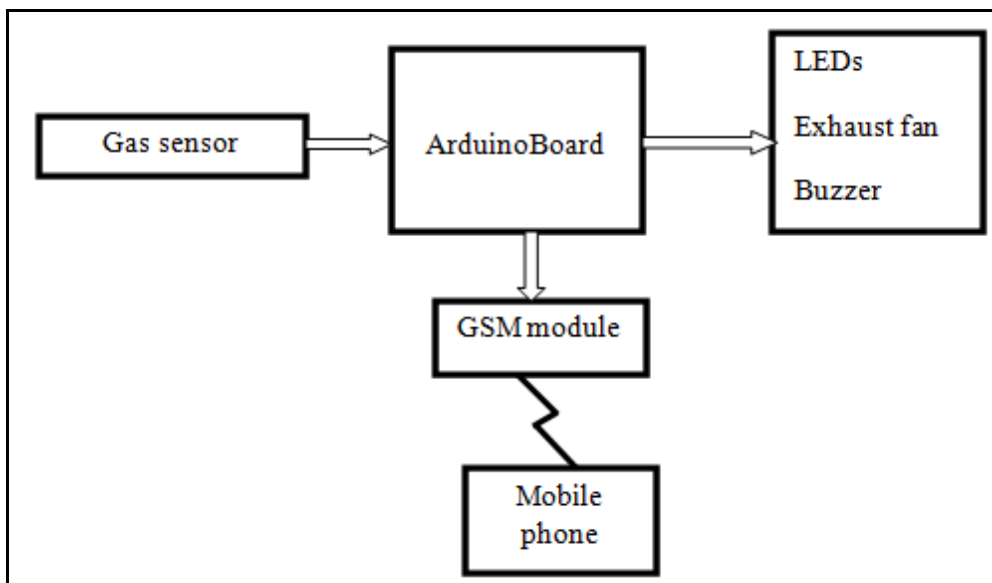 Gas sensor
ArduinoBoard
LEDs
Exhaust fan
Buzzer
GSM module
Mobile
phone